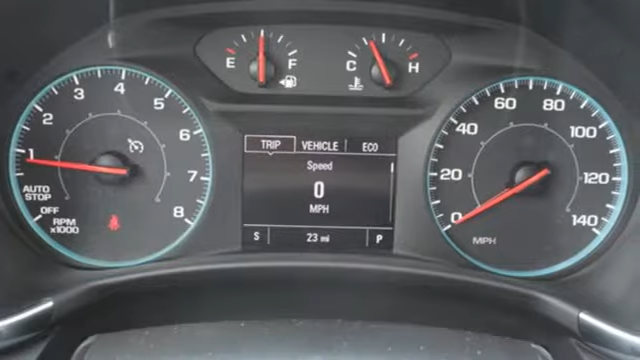 E F
C H
1 2 3 4 5 6 7 8
AUTO
STOP
OFF
RPM
x1000
TRIP VEHICLE ECO
Speed
0
MPH
S 23 mi P
0 20 40 60 80 100 120 140
MPH